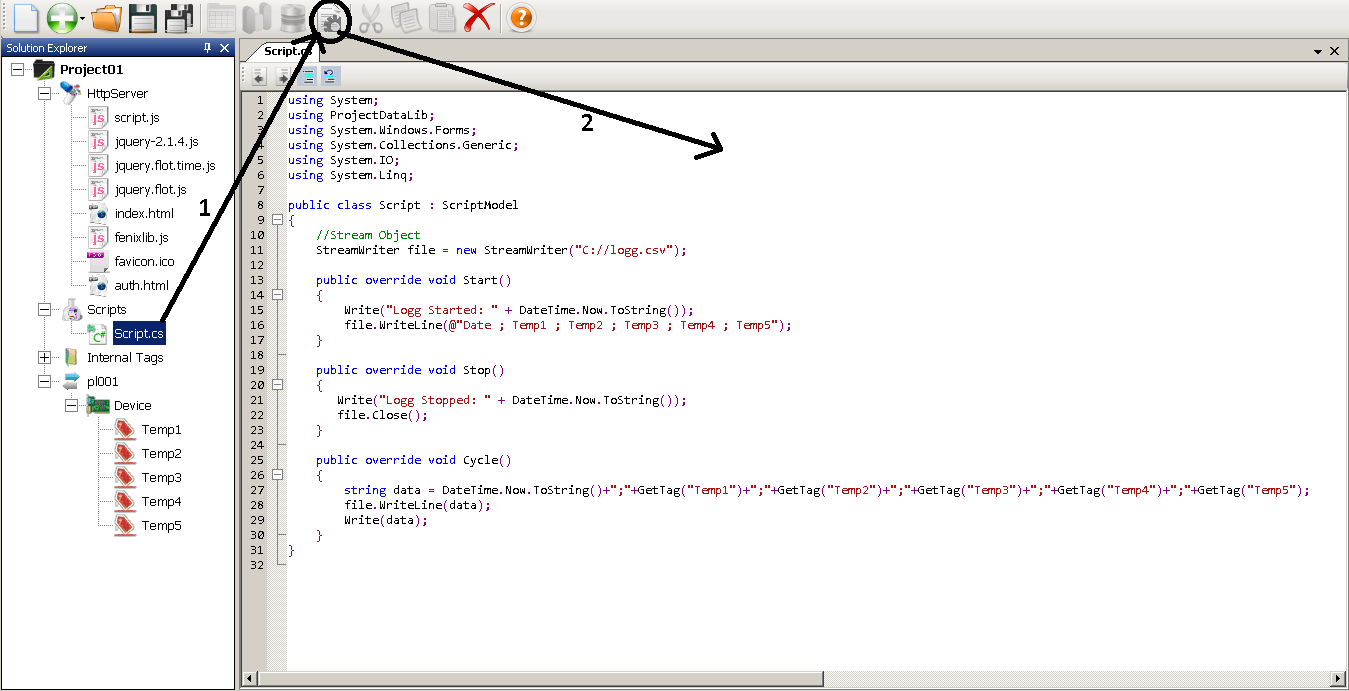 Solution Explorer
Project01
HttpServer
script.js
jquery-2.1.4.js
jquery.flot.time.js
jquery.flot.js
index.html
fenixlib.js
favicon.ico
auth.html
Scripts
Script.cs
Internal Tags
pl001
Device
Temp1
Temp2
Temp3
Temp4
Temp5
1
2
Script.cs
1 using System;
2 using ProjectDataLib;
3 using System.Windows.Forms;
4 using System.Collections.Generic;
5 using System.IO;
6 using System.Linq;
7
8 public class Script : ScriptModel
9 {
10 //Stream Object
11 StreamWriter file = new StreamWriter("C://logg.csv");
12
13 public override void Start()
14 {
15 Write("Logg Started: " + DateTime.Now.ToString());
16 file.WriteLine(@"Date ; Temp1 ; Temp2 ; Temp3 ; Temp4 ; Temp5");
17 }
18
19 public override void Stop()
20 {
21 Write("Logg Stopped: " + DateTime.Now.ToString());
22 file.Close();
23 }
24
25 public override void Cycle()
26 {
27 string data = DateTime.Now.ToString()+";"+GetTag("Temp1")+";"+GetTag("Temp2")+";"+GetTag("Temp3")+";"+GetTag("Temp4")+";"+GetTag("Temp5");
28 file.WriteLine(data);
29 Write(data);
30 }
31 }
32